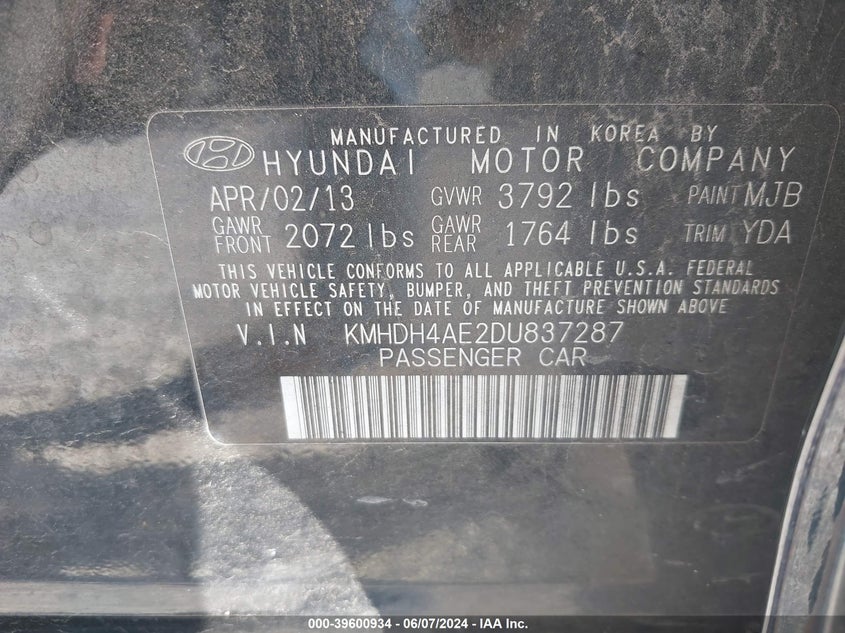 MANUFACTURED IN KOREA BY
HYUNDAI MOTOR COMPANY
APR/02/13 GVWR 3792 lbs PAINT MJB
GAWR FRONT 2072 lbs GAWR REAR 1764 lbs TRIM YDA
THIS VEHICLE CONFORMS TO ALL APPLICABLE U.S.A. FEDERAL
MOTOR VEHICLE SAFETY, BUMPER, AND THEFT PREVENTION STANDARDS
IN EFFECT ON THE DATE OF MANUFACTURE SHOWN ABOVE
V.I.N KMHDH4AE2DU837287
PASSENGER CAR
000-39600934 - 06/07/2024 - IAA Inc.